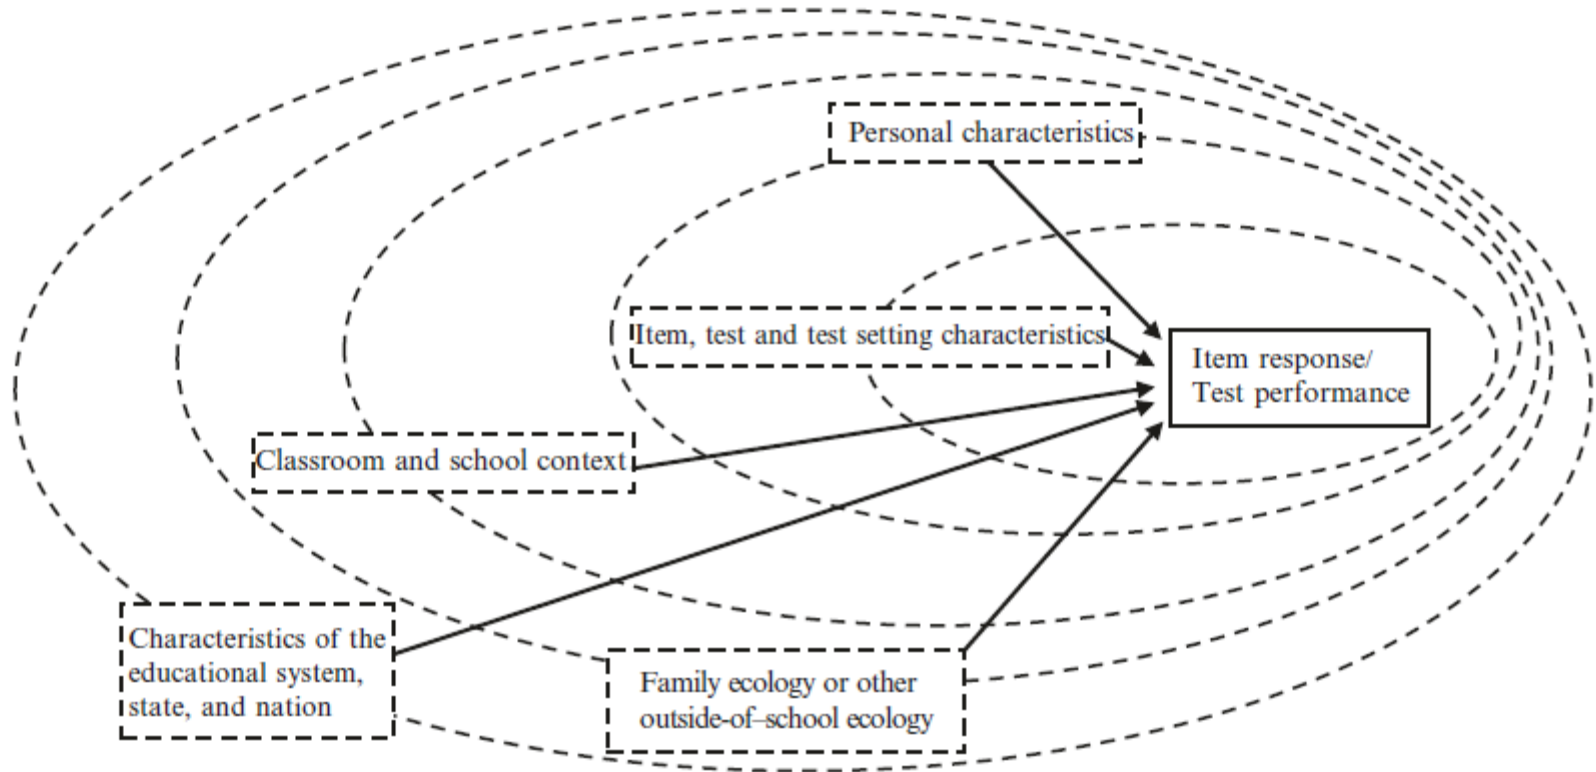 Personal characteristics
Item, test and test setting characteristics
Item response/
Test performance
Classroom and school context
Characteristics of the
educational system,
state, and nation
Family ecology or other
outside-of–school ecology